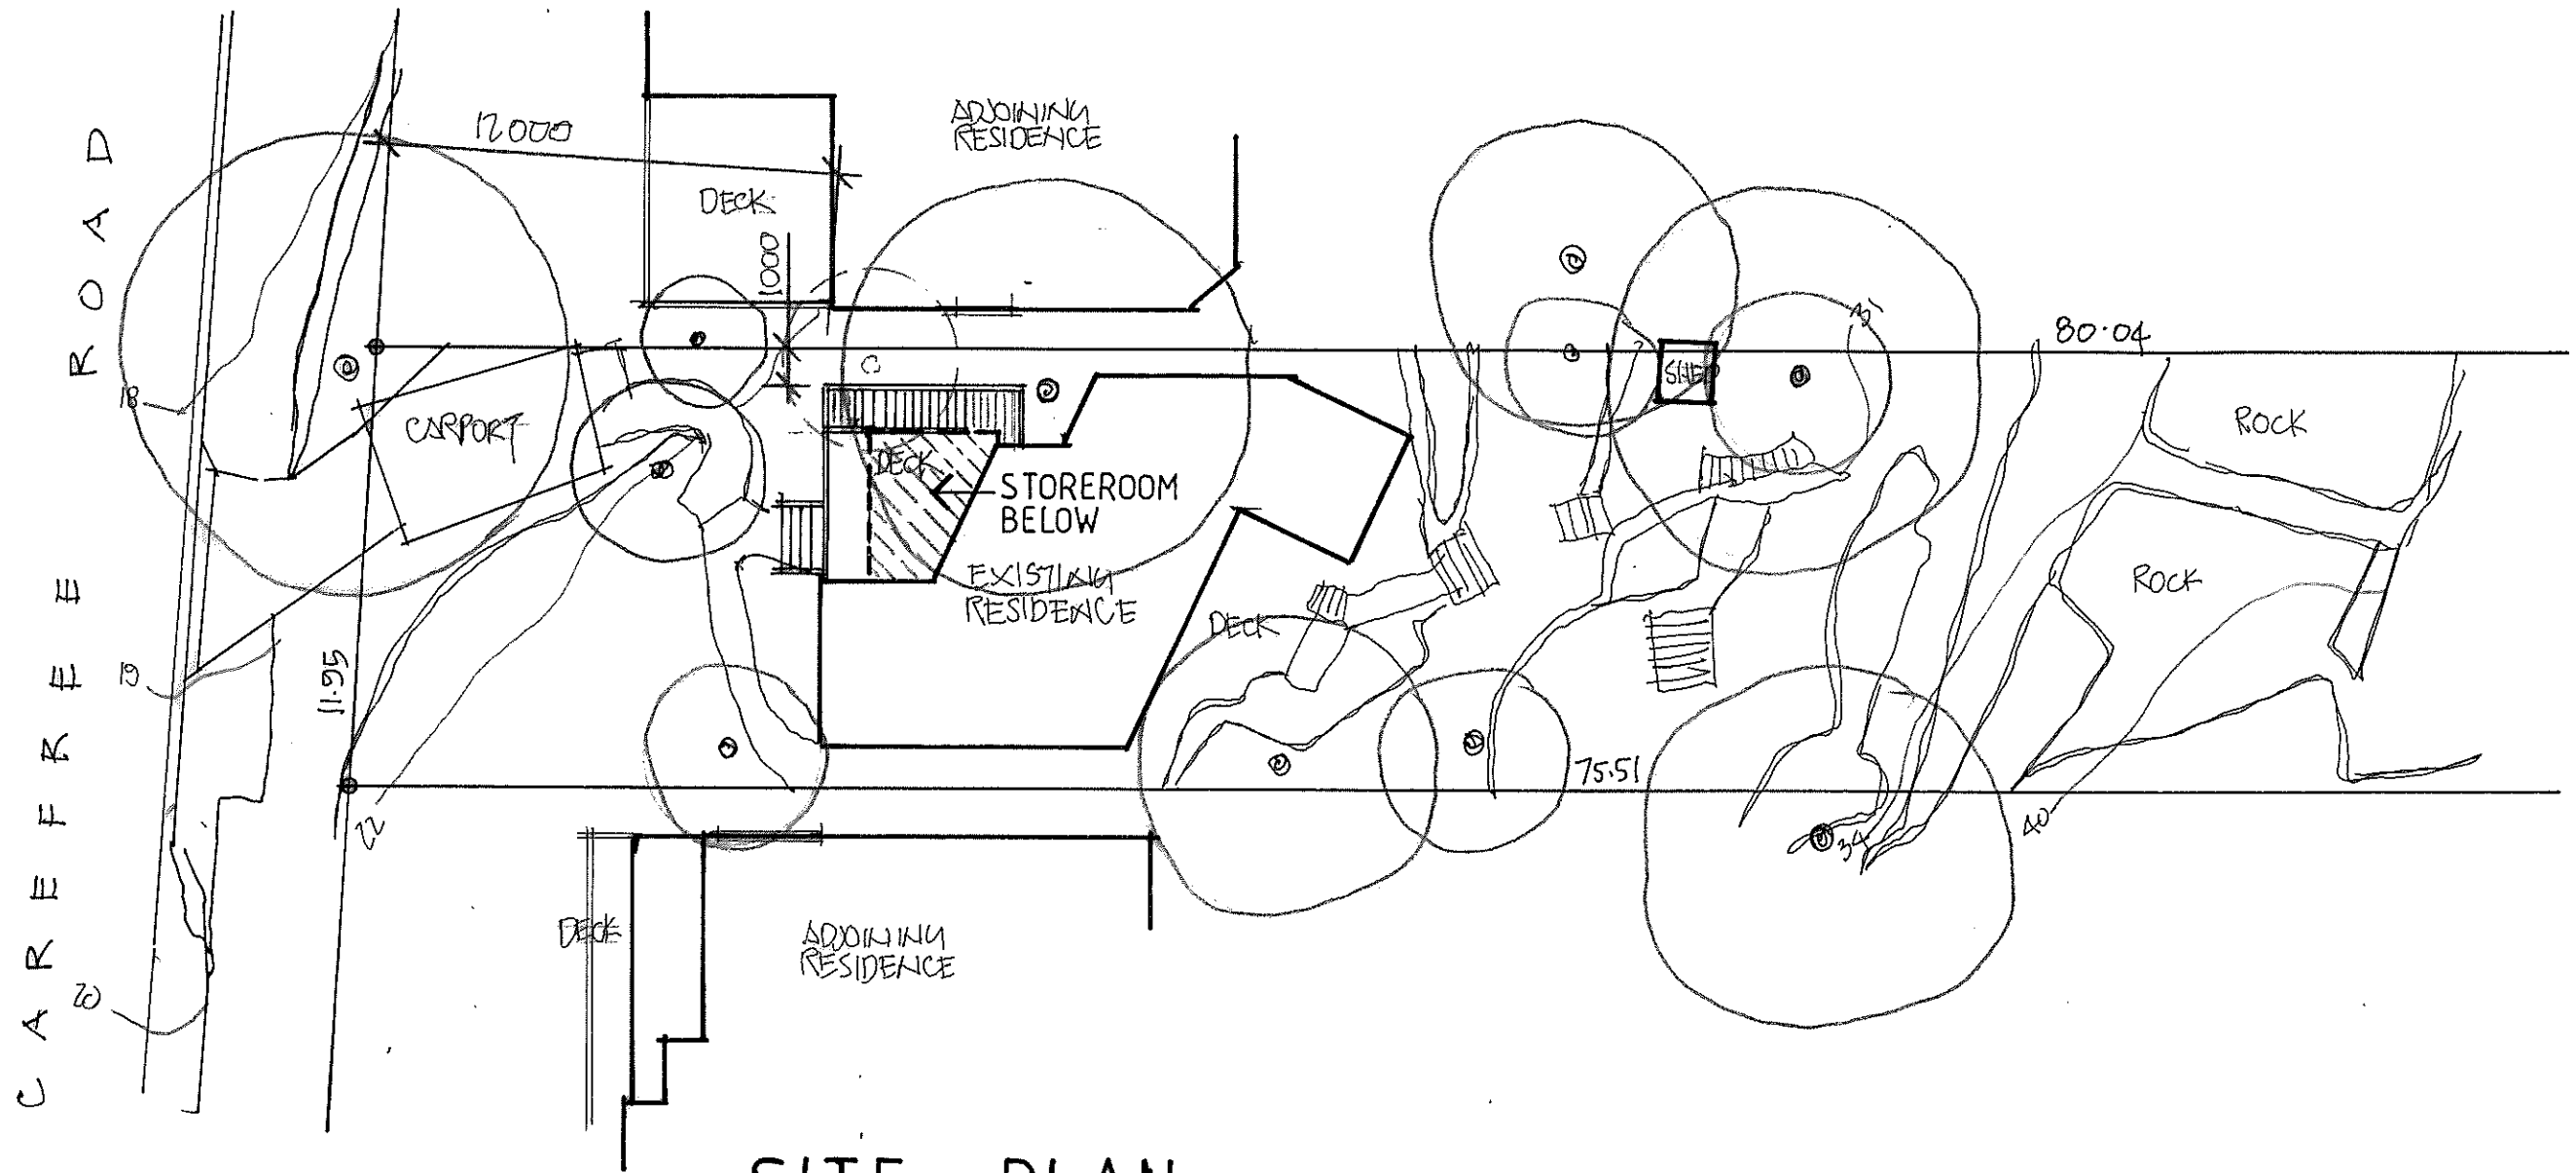 CAREFREE ROAD
12000
ADJOINING
RESIDENCE
DECK
1000
80.04
31
SHED
ROCK
18
CARPORT
DECK
STOREROOM
BELOW
EXISTING
RESIDENCE
DECK
ROCK
19
11.95
75.51
22
34
40
DECK
ADJOINING
RESIDENCE
20
SITE PLAN